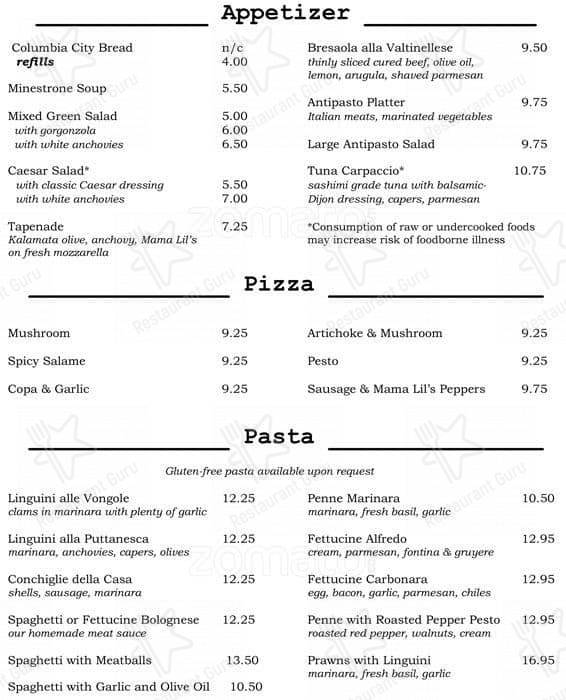 Appetizer
Columbia City Bread n/c
refills 4.00
Minestrone Soup 5.50
Mixed Green Salad 5.00
with gorgonzola 6.00
with white anchovies 6.50
Caesar Salad*
with classic Caesar dressing 5.50
with white anchovies 7.00
Tapenade 7.25
Kalamata olive, anchovy, Mama Lil's
on fresh mozzarella
Bresaola alla Valtinellese 9.50
thinly sliced cured beef, olive oil,
lemon, arugula, shaved parmesan
Antipasto Platter 9.75
Italian meats, marinated vegetables
Large Antipasto Salad 9.75
Tuna Carpaccio* 10.75
sashimi grade tuna with balsamic-
Dijon dressing, capers, parmesan
*Consumption of raw or undercooked foods
may increase risk of foodborne illness
Pizza
Mushroom 9.25
Spicy Salame 9.25
Copa & Garlic 9.25
Artichoke & Mushroom 9.25
Pesto 9.25
Sausage & Mama Lil's Peppers 9.75
Pasta
Gluten-free pasta available upon request
Linguini alle Vongole 12.25
clams in marinara with plenty of garlic
Linguini alla Puttanesca 12.25
marinara, anchovies, capers, olives
Conchiglie della Casa 12.25
shells, sausage, marinara
Spaghetti or Fettucine Bolognese 12.25
our homemade meat sauce
Spaghetti with Meatballs 13.50
Spaghetti with Garlic and Olive Oil 10.50
Penne Marinara 10.50
marinara, fresh basil, garlic
Fettucine Alfredo 12.95
cream, parmesan, fontina & gruyere
Fettucine Carbonara 12.95
egg, bacon, garlic, parmesan, chiles
Penne with Roasted Pepper Pesto 12.95
roasted red pepper, walnuts, cream
Prawns with Linguini 16.95
marinara, fresh basil, garlic
zomato
zomato
Restaurant Guru
Restaurant Guru
Restaurant Guru
Restaurant Guru